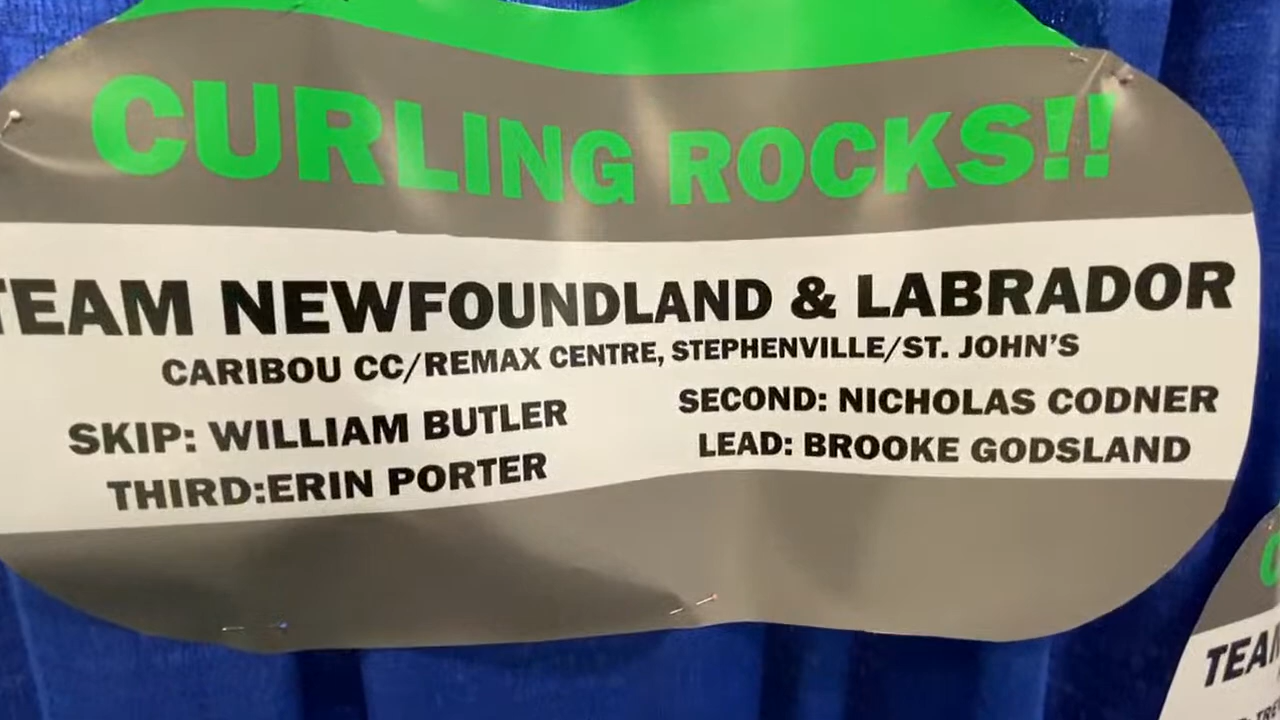 CURLING ROCKS!!
TEAM NEWFOUNDLAND & LABRADOR
CARIBOU CC/REMAX CENTRE, STEPHENVILLE/ST. JOHN'S
SKIP: WILLIAM BUTLER
THIRD:ERIN PORTER
SECOND: NICHOLAS CODNER
LEAD: BROOKE GODSLAND